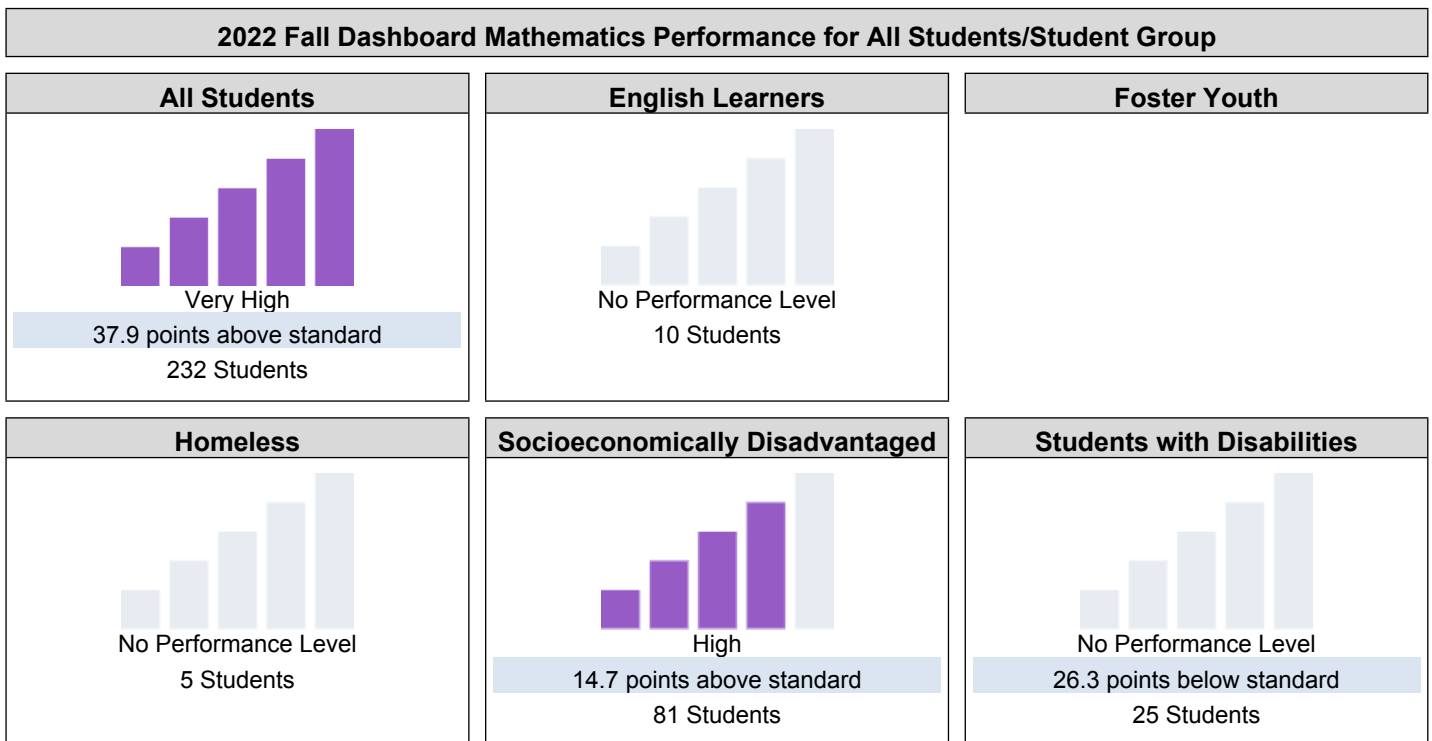 2022 Fall Dashboard Mathematics Performance for All Students/Student Group
All Students
Very High
37.9 points above standard
232 Students
English Learners
No Performance Level
10 Students
Foster Youth
Homeless
No Performance Level
5 Students
Socioeconomically Disadvantaged
High
14.7 points above standard
81 Students
Students with Disabilities
No Performance Level
26.3 points below standard
25 Students